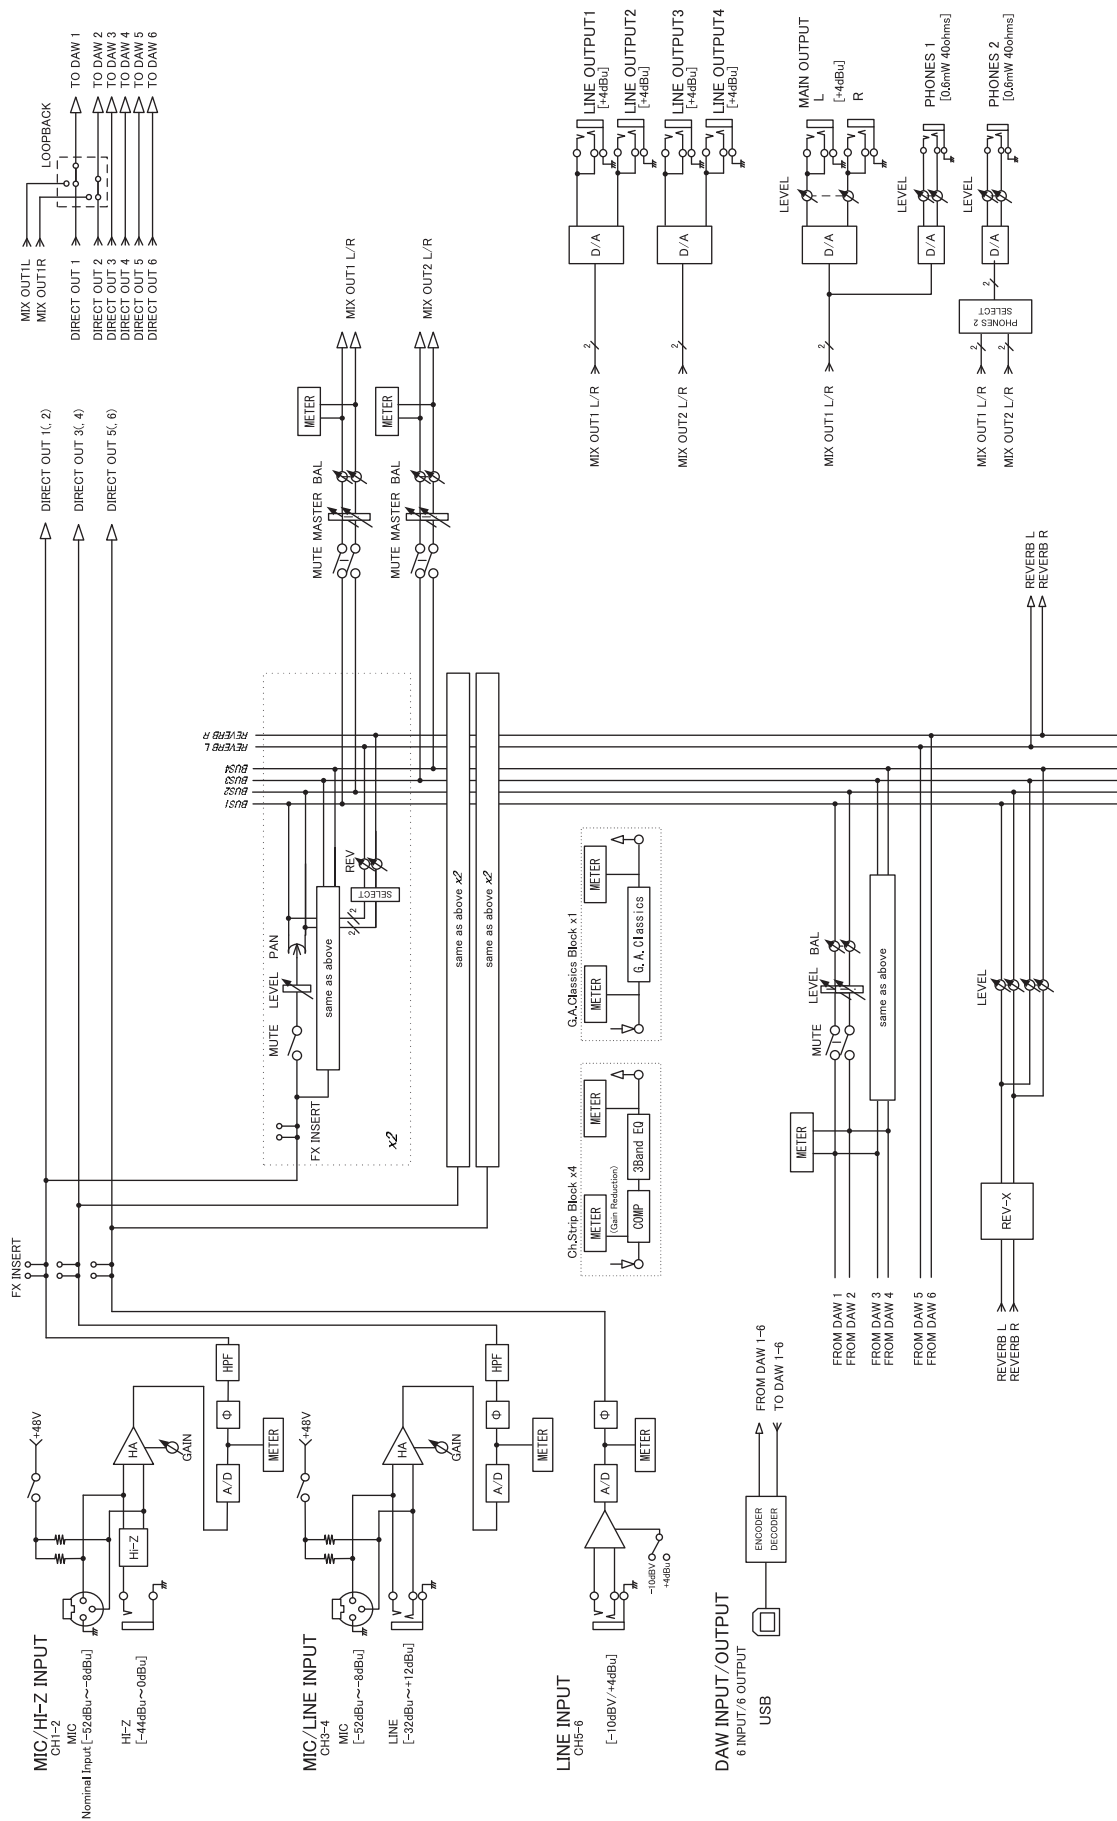 MIC/HI-Z INPUT
CH1-2
MIC
Nominal Input [-52dBu~-8dBu]
HI-Z
[-44dBu~0dBu]
+48V
Hi-Z
HA
GAIN
A/D
Φ
HPF
METER
MIC/LINE INPUT
CH3-4
MIC
[-52dBu~-8dBu]
LINE
[-32dBu~+12dBu]
+48V
HA
GAIN
A/D
Φ
HPF
METER
LINE INPUT
CH5-6
[-10dBV/+4dBu]
-10dBV
+4dBu
A/D
Φ
METER
DAW INPUT/OUTPUT
6 INPUT/6 OUTPUT
USB
ENCODER
DECODER
FROM DAW 1-6
TO DAW 1-6
FX INSERT
FX INSERT
MUTE
LEVEL
PAN
same as above
SELECT
REV
2
2
x2
same as above x2
same as above x2
BUS1
BUS2
BUS3
BUS4
REVERB L
REVERB R
DIRECT OUT 1(, 2)
DIRECT OUT 3(, 4)
DIRECT OUT 5(, 6)
MUTE MASTER BAL
METER
MIX OUT1 L/R
MUTE MASTER BAL
METER
MIX OUT2 L/R
Ch.Strip Block x4
METER
(Gain Reduction)
COMP
3Band EQ
METER
G.A.Classics Block x1
METER
G.A.Classics
METER
FROM DAW 1
FROM DAW 2
FROM DAW 3
FROM DAW 4
FROM DAW 5
FROM DAW 6
METER
MUTE
LEVEL
BAL
same as above
REVERB L
REVERB R
REV-X
LEVEL
REVERB L
REVERB R
MIX OUT1L
MIX OUT1R
DIRECT OUT 1
DIRECT OUT 2
DIRECT OUT 3
DIRECT OUT 4
DIRECT OUT 5
DIRECT OUT 6
LOOPBACK
TO DAW 1
TO DAW 2
TO DAW 3
TO DAW 4
TO DAW 5
TO DAW 6
MIX OUT1 L/R
2
D/A
LINE OUTPUT1
[+4dBu]
LINE OUTPUT2
[+4dBu]
MIX OUT2 L/R
2
D/A
LINE OUTPUT3
[+4dBu]
LINE OUTPUT4
[+4dBu]
MIX OUT1 L/R
2
D/A
LEVEL
MAIN OUTPUT
L
[+4dBu]
R
D/A
LEVEL
PHONES 1
[0.6mW 40ohms]
MIX OUT1 L/R
MIX OUT2 L/R
2
2
PHONES 2
SELECT
2
D/A
LEVEL
PHONES 2
[0.6mW 40ohms]